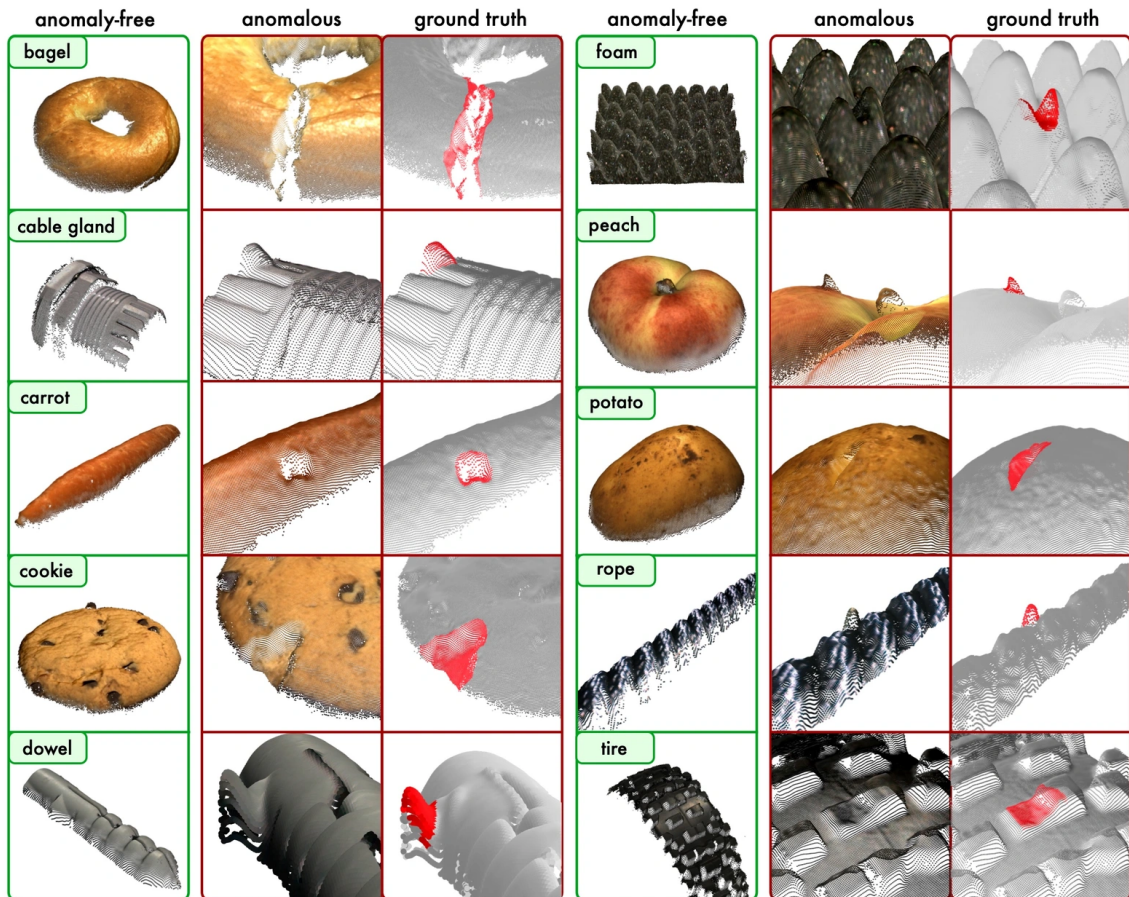 anomaly-free anomalous ground truth anomaly-free anomalous ground truth
bagel foam
cable gland peach
carrot potato
cookie rope
dowel tire